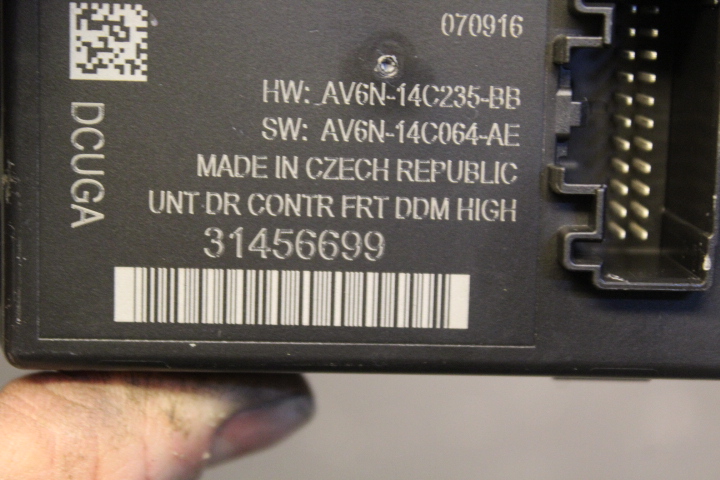 070916
HW: AV6N-14C235-BB
SW: AV6N-14C064-AE
MADE IN CZECH REPUBLIC
UNT DR CONTR FRT DDM HIGH
31456699
DCUGA